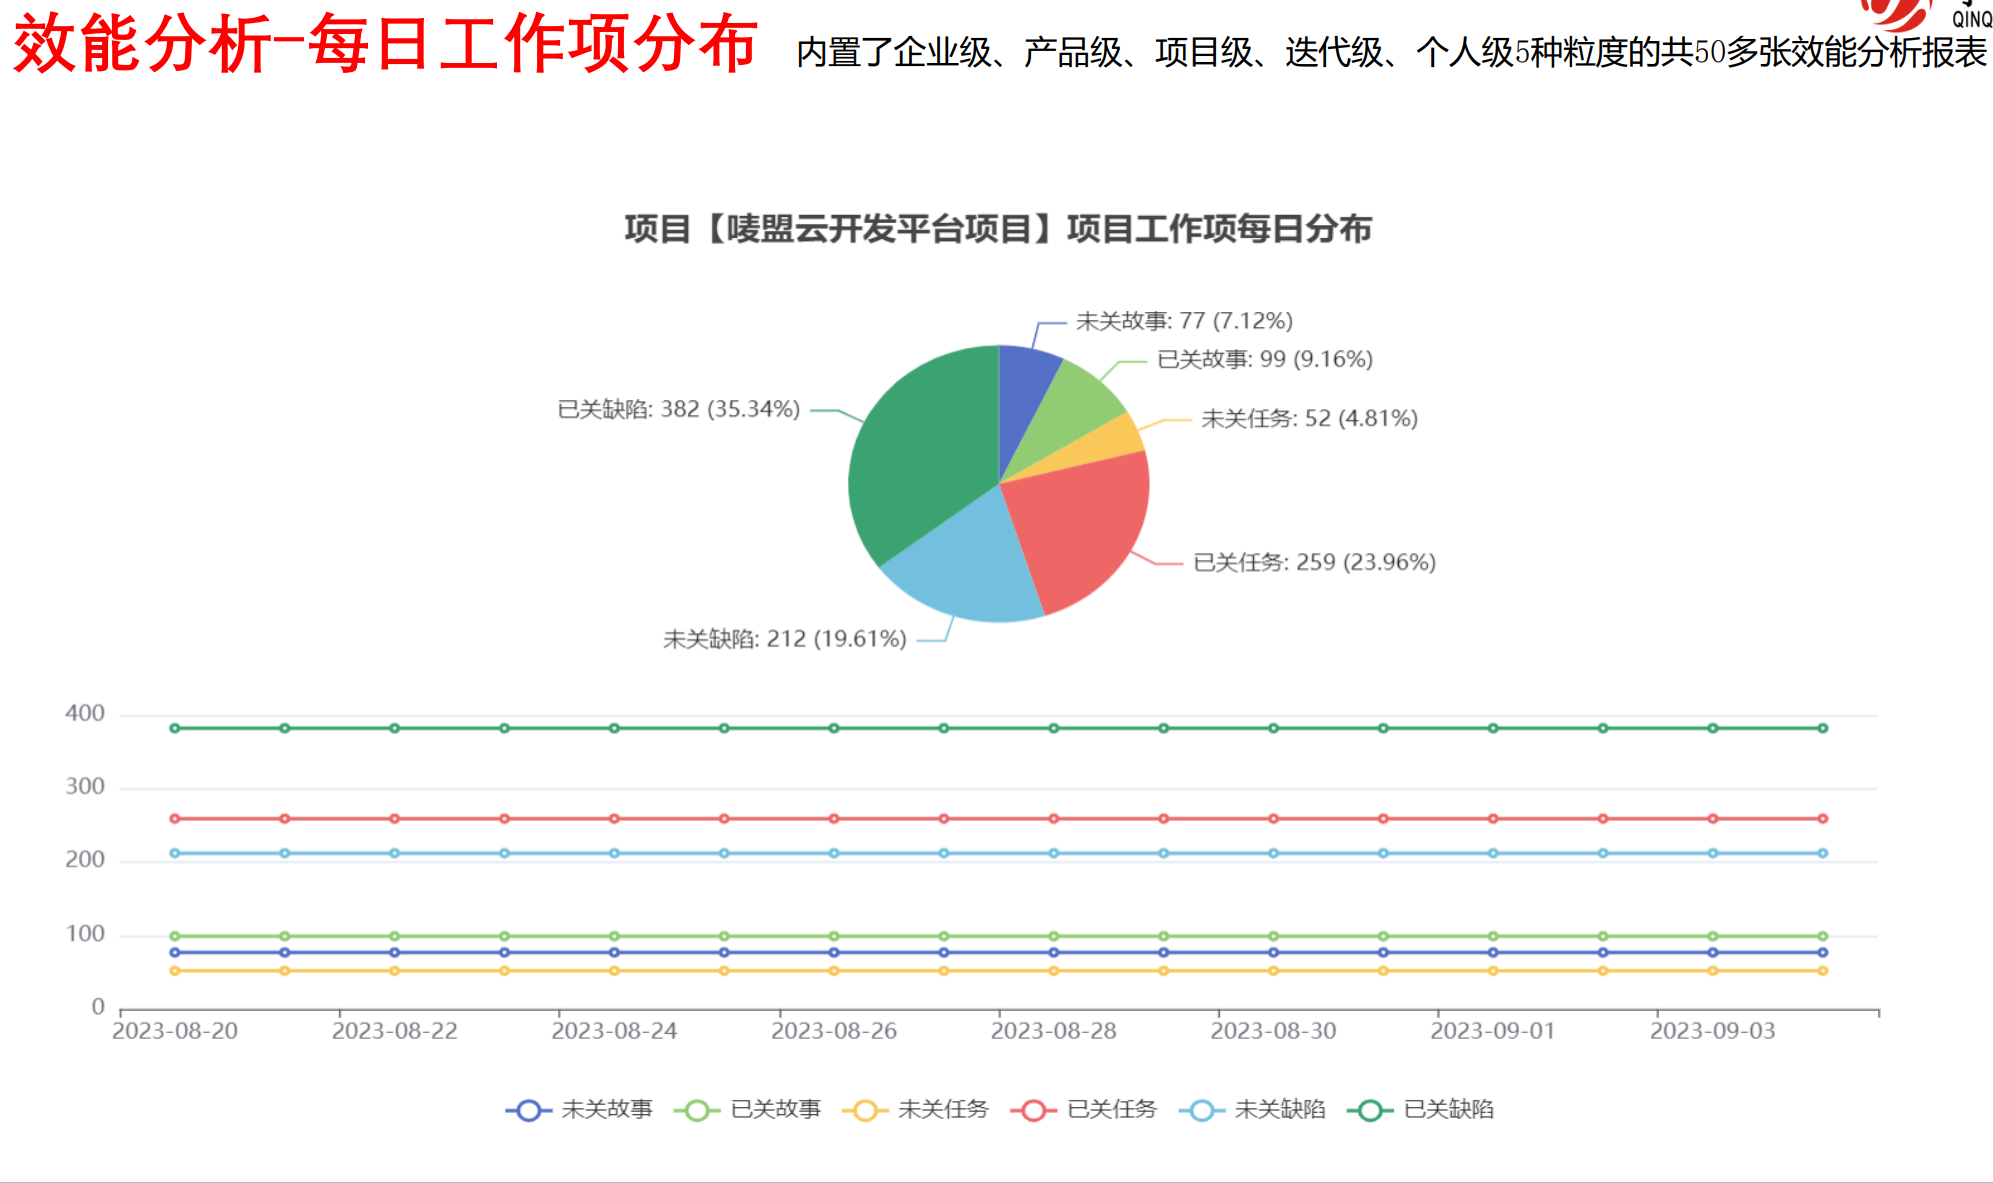 效能分析-每日工作项分布
内置了企业级、产品级、项目级、迭代级、个人级5种粒度的共50多张效能分析报表
QINQ
项目【唛盟云开发平台项目】项目工作项每日分布
未关故事: 77 (7.12%)
已关故事: 99 (9.16%)
已关缺陷: 382 (35.34%)
未关任务: 52 (4.81%)
已关任务: 259 (23.96%)
未关缺陷: 212 (19.61%)
400
300
200
100
0
2023-08-20 2023-08-22 2023-08-24 2023-08-26 2023-08-28 2023-08-30 2023-09-01 2023-09-03
未关故事 已关故事 未关任务 已关任务 未关缺陷 已关缺陷